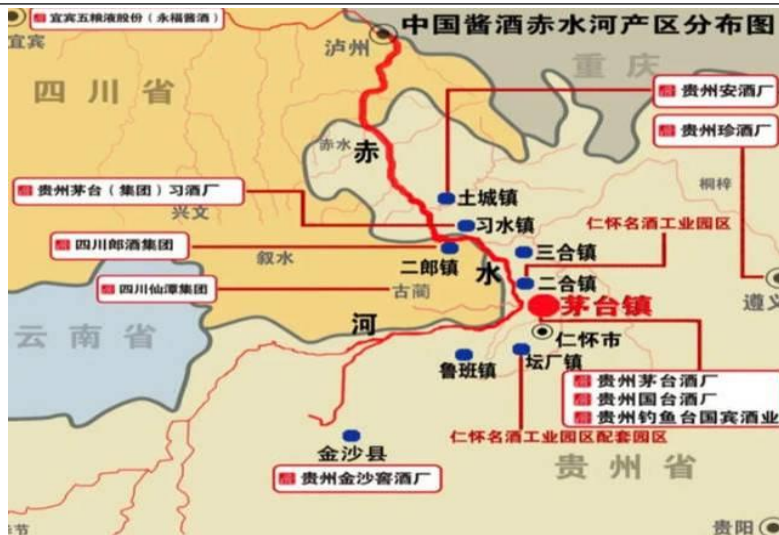 宜宾五粮液股份(永福酱酒)
中国酱酒赤水河产区分布图
宜宾
泸州
重庆
四川省
贵州安酒厂
贵州珍酒厂
赤水
赤
桐梓
贵州茅台(集团)习酒厂
土城镇
兴文
习水镇
仁怀名酒工业园区
四川郎酒集团
叙水
二郎镇
水
三合镇
四川仙潭集团
古蔺
二合镇
遵义
云南省
河
茅台镇
仁怀市
鲁班镇
坛厂镇
贵州茅台酒厂
贵州国台酒厂
贵州钓鱼台国宾酒业
仁怀名酒工业园区配套园区
金沙县
贵州金沙窖酒厂
贵州省
贵阳